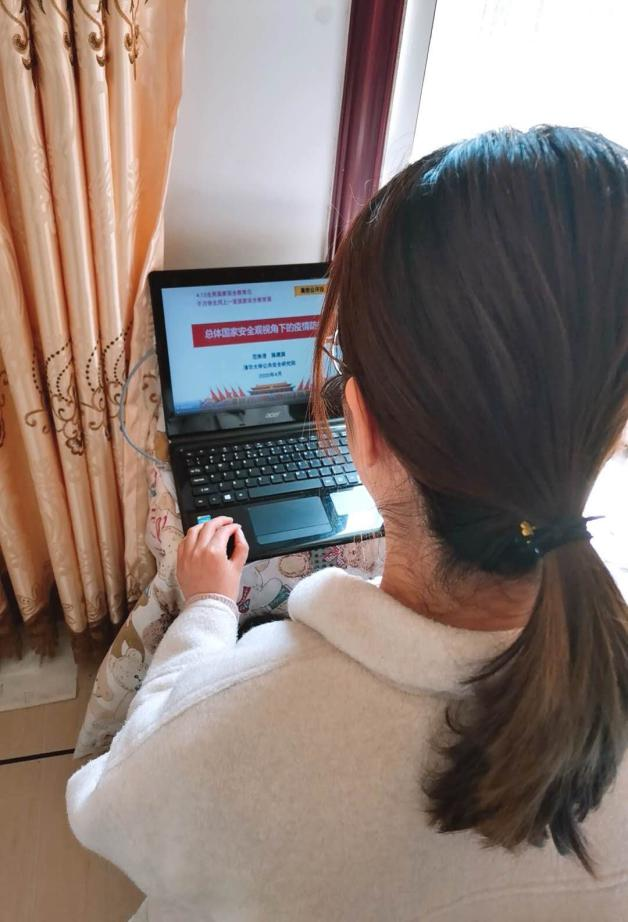 4.15全民国家安全教育日
千万学生同上一堂国家安全教育课
总体国家安全观视角下的疫情防
清华大学公共安全研究院
2020年4月
acer